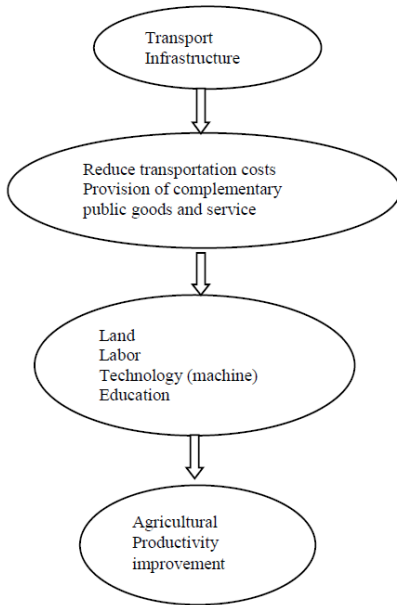 Transport
Infrastructure
Reduce transportation costs
Provision of complementary
public goods and service
Land
Labor
Technology (machine)
Education
Agricultural
Productivity
improvement